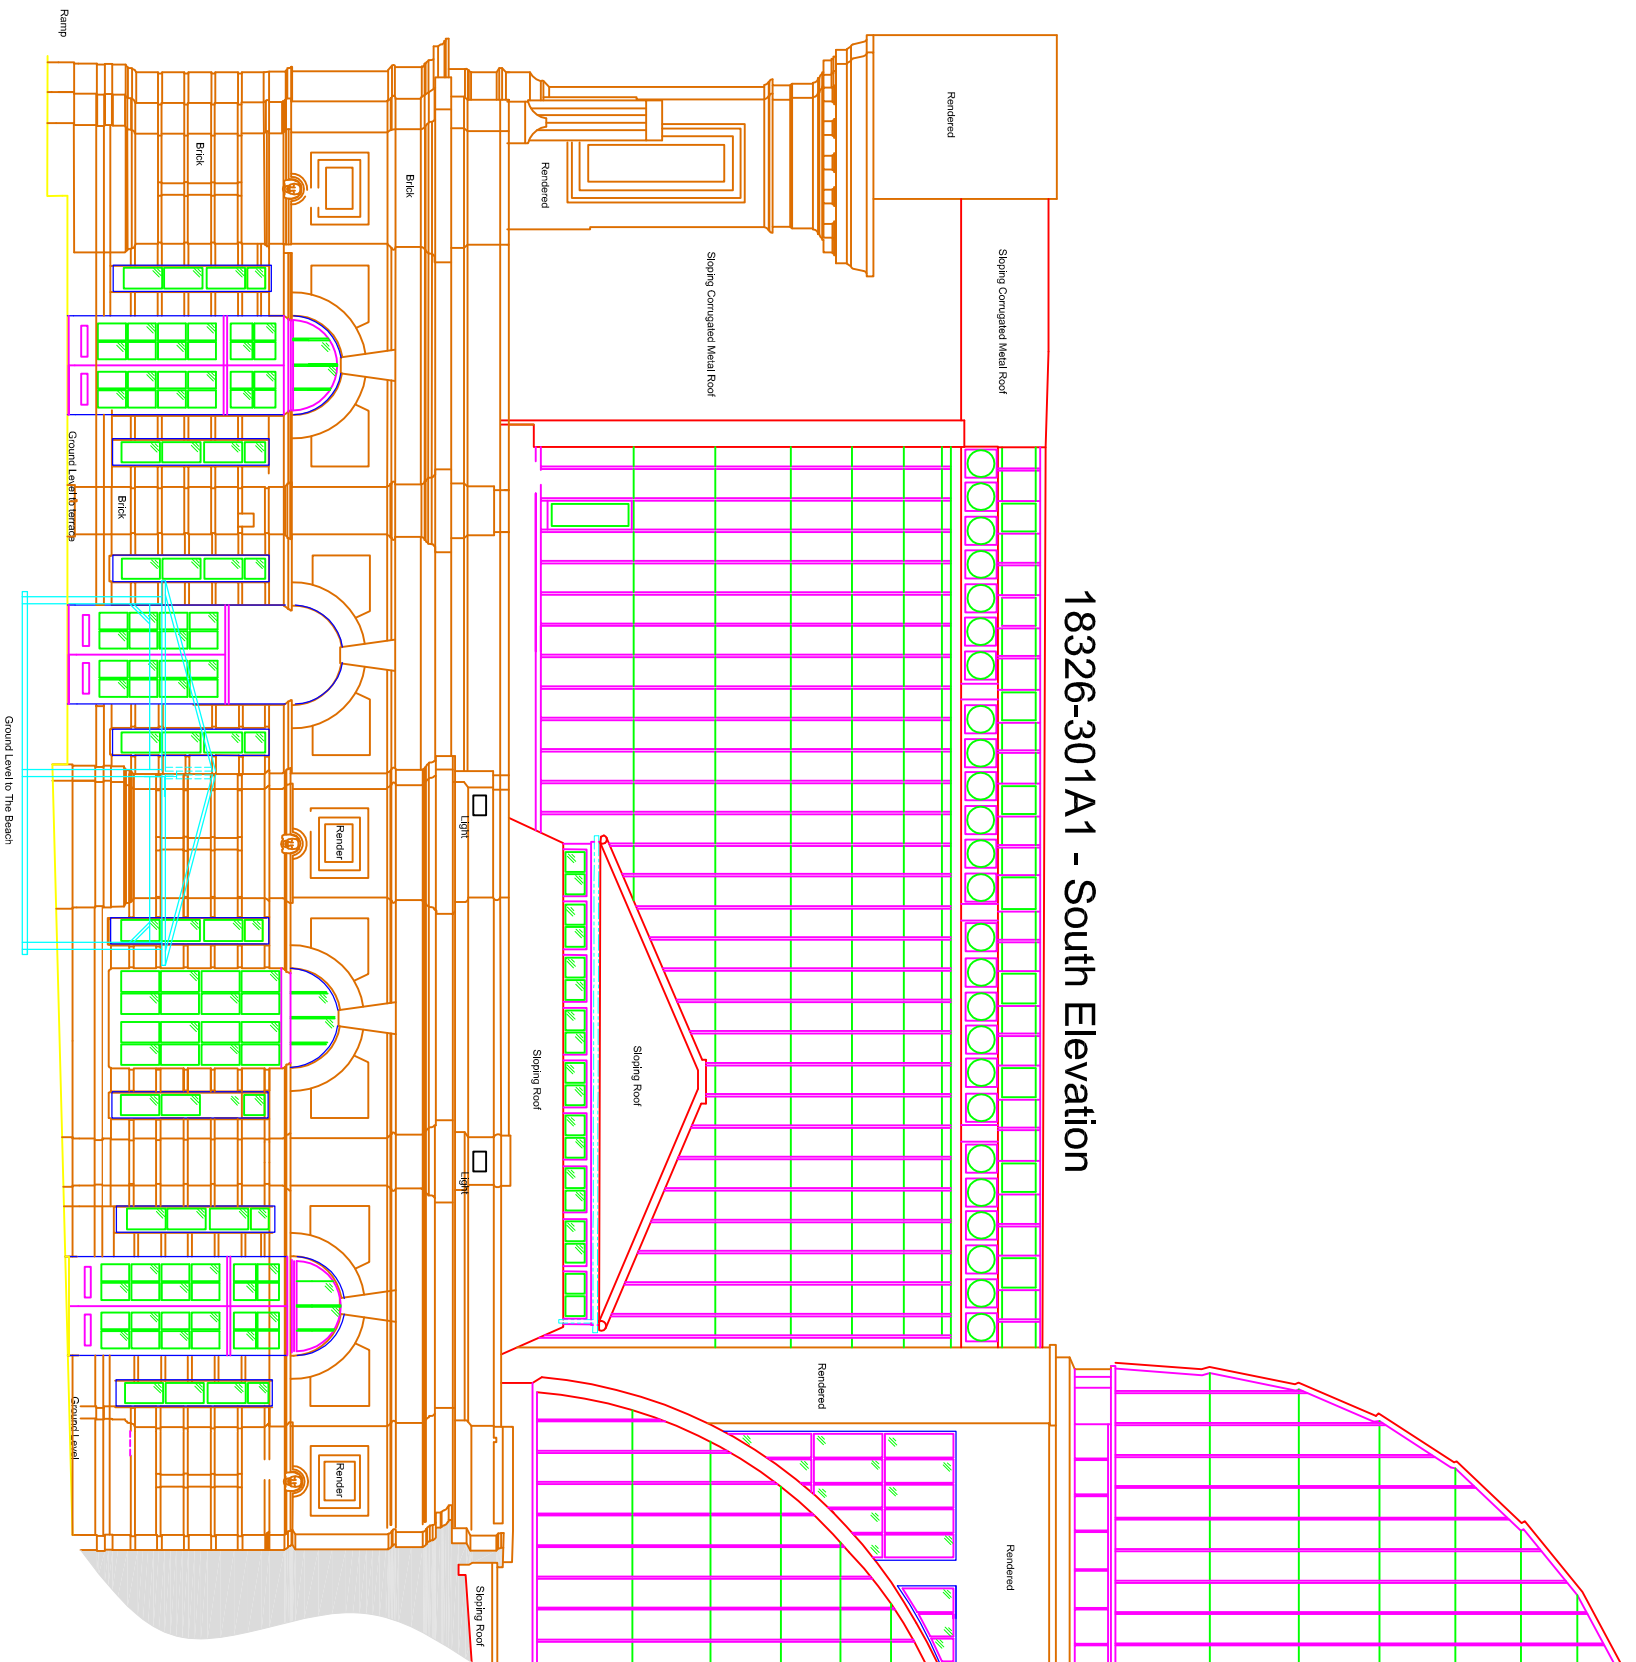 18326-301A1 - South Elevation
Rendered
Sloping Corrugated Metal Roof
Sloping Corrugated Metal Roof
Rendered
Rendered
Rendered
Sloping Roof
Sloping Roof
Sloping Roof
Light
Light
Brick
Render
Render
Brick
Brick
Ground Level to terrace
Ground Level
Ramp
Ground Level to The Beach